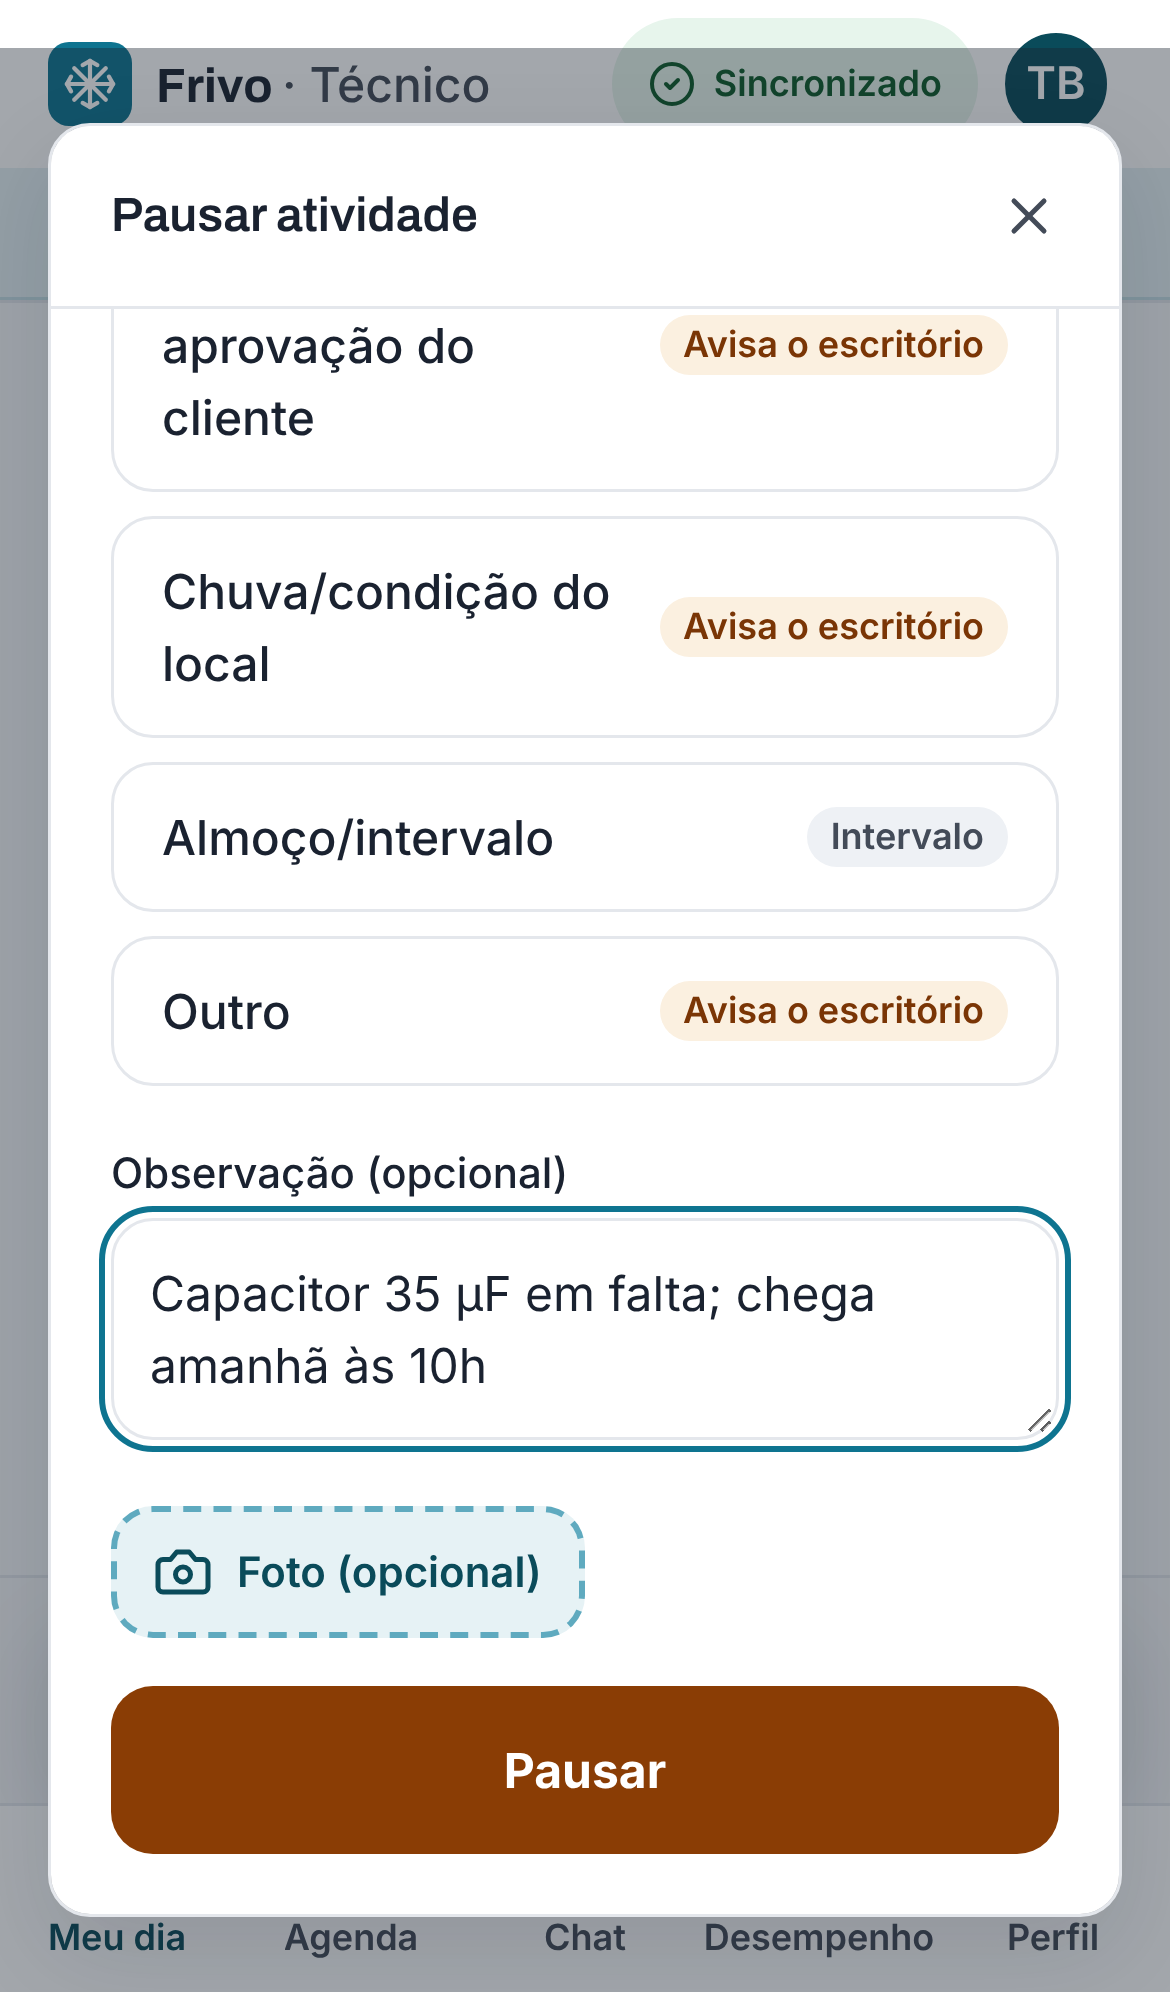 Frivo · Técnico
Sincronizado
TB
Pausar atividade
aprovação do
cliente
Avisa o escritório
Chuva/condição do
local
Avisa o escritório
Almoço/intervalo
Intervalo
Outro
Avisa o escritório
Observação (opcional)
Capacitor 35 µF em falta; chega
amanhã às 10h
Foto (opcional)
Pausar
Meu dia
Agenda
Chat
Desempenho
Perfil